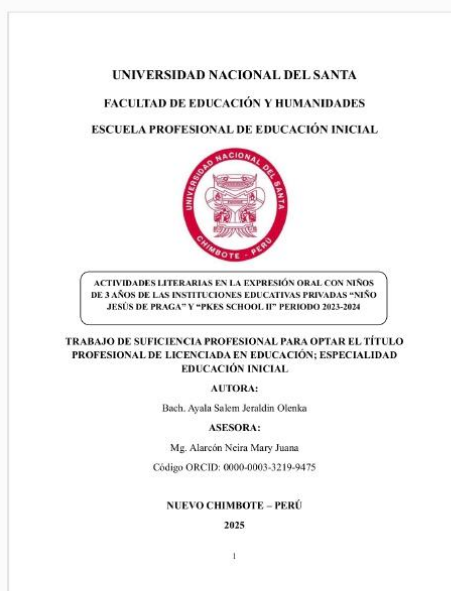 UNIVERSIDAD NACIONAL DEL SANTA
FACULTAD DE EDUCACIÓN Y HUMANIDADES
ESCUELA PROFESIONAL DE EDUCACIÓN INICIAL
UNIVERSIDAD NACIONAL DEL SANTA
CHIMBOTE - PERÚ
ACTIVIDADES LITERARIAS EN LA EXPRESIÓN ORAL CON NIÑOS
DE 3 AÑOS DE LAS INSTITUCIONES EDUCATIVAS PRIVADAS “NIÑO
JESÚS DE PRAGA” Y “PKES SCHOOL II” PERIODO 2023-2024
TRABAJO DE SUFICIENCIA PROFESIONAL PARA OPTAR EL TÍTULO
PROFESIONAL DE LICENCIADA EN EDUCACIÓN; ESPECIALIDAD
EDUCACIÓN INICIAL
AUTORA:
Bach. Ayala Salem Jeraldin Olenka
ASESORA:
Mg. Alarcón Neira Mary Juana
Código ORCID: 0000-0003-3219-9475
NUEVO CHIMBOTE – PERÚ
2025
1